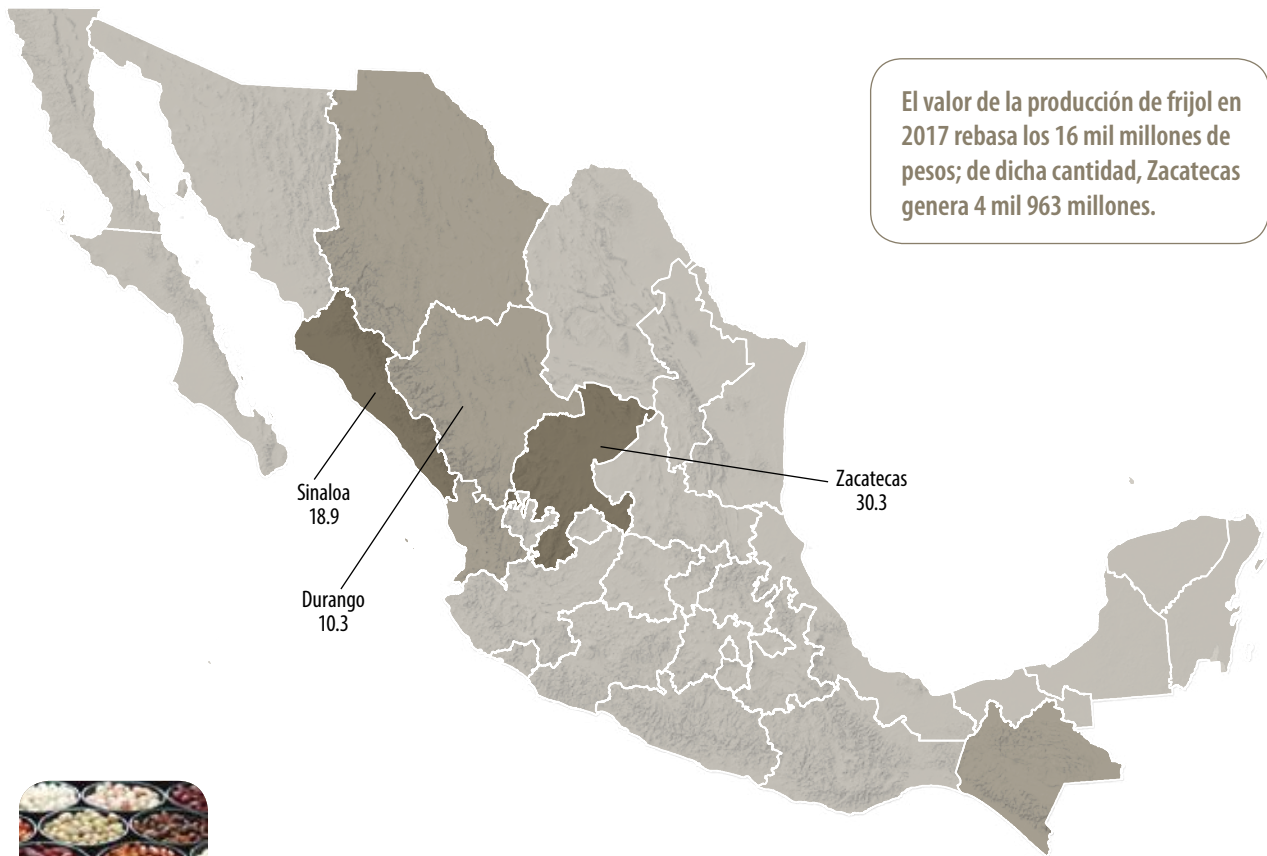 El valor de la producción de frijol en
2017 rebasa los 16 mil millones de
pesos; de dicha cantidad, Zacatecas
genera 4 mil 963 millones.
Sinaloa
18.9
Durango
10.3
Zacatecas
30.3